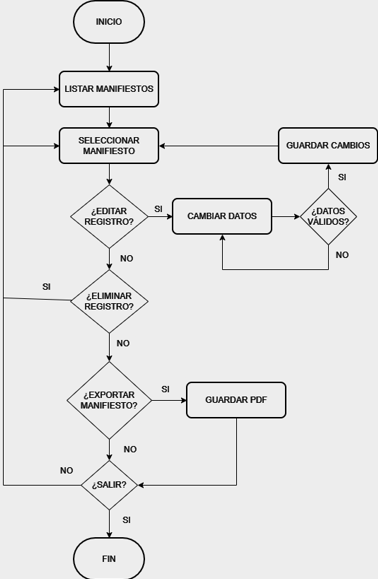 INICIO
LISTAR MANIFIESTOS
SELECCIONAR
MANIFIESTO
GUARDAR CAMBIOS
SI
¿EDITAR
REGISTRO?
SI
CAMBIAR DATOS
¿DATOS
VÁLIDOS?
NO
NO
SI
¿ELIMINAR
REGISTRO?
NO
¿EXPORTAR
MANIFIESTO?
SI
GUARDAR PDF
NO
NO
¿SALIR?
SI
FIN